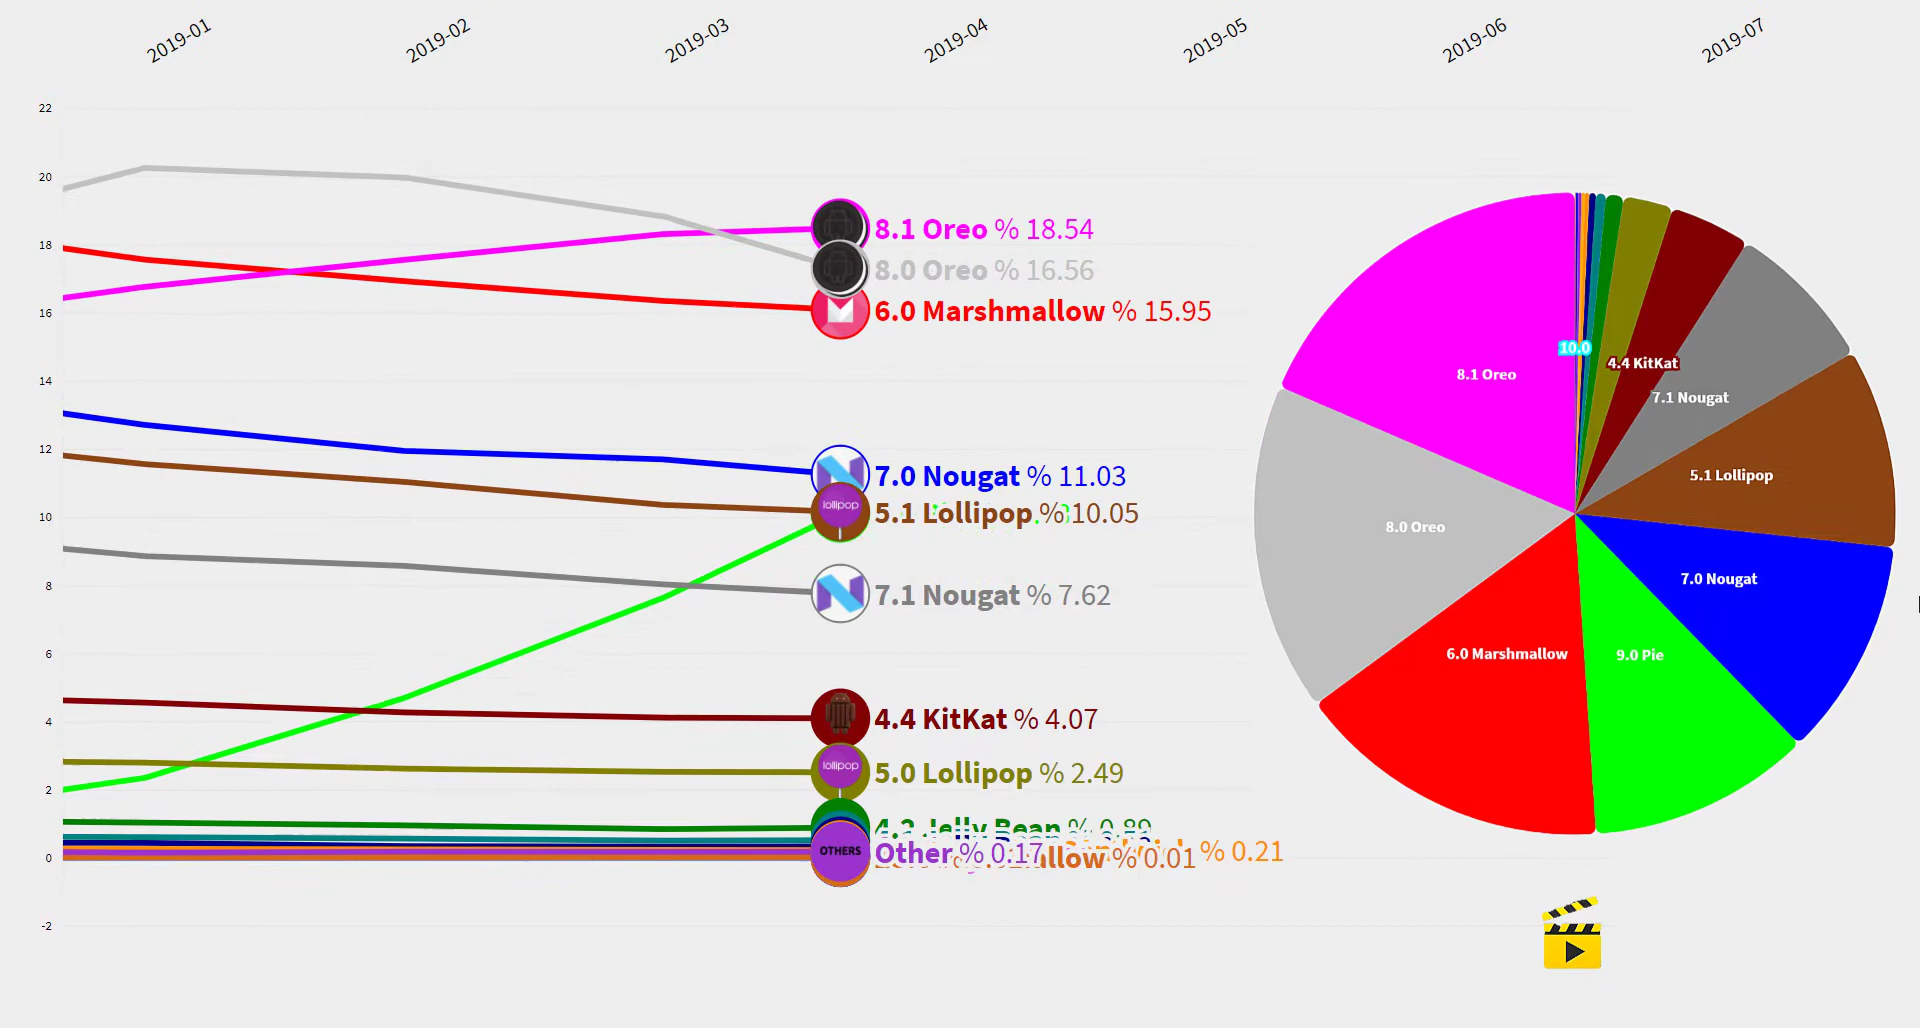 2019-01
2019-02
2019-03
2019-04
2019-05
2019-06
2019-07
22
20
18
16
14
12
10
8
6
4
2
0
-2
8.1 Oreo % 18.54
8.0 Oreo % 16.56
6.0 Marshmallow % 15.95
7.0 Nougat % 11.03
lollipop
5.1 Lollipop % 10.05
7.1 Nougat % 7.62
4.4 KitKat % 4.07
lollipop
5.0 Lollipop % 2.49
Jelly Bean % 0.89
OTHERS
Other % 0.17
% 0.21
% 0.01
10.0
4.4 KitKat
8.1 Oreo
7.1 Nougat
5.1 Lollipop
8.0 Oreo
7.0 Nougat
6.0 Marshmallow
9.0 Pie